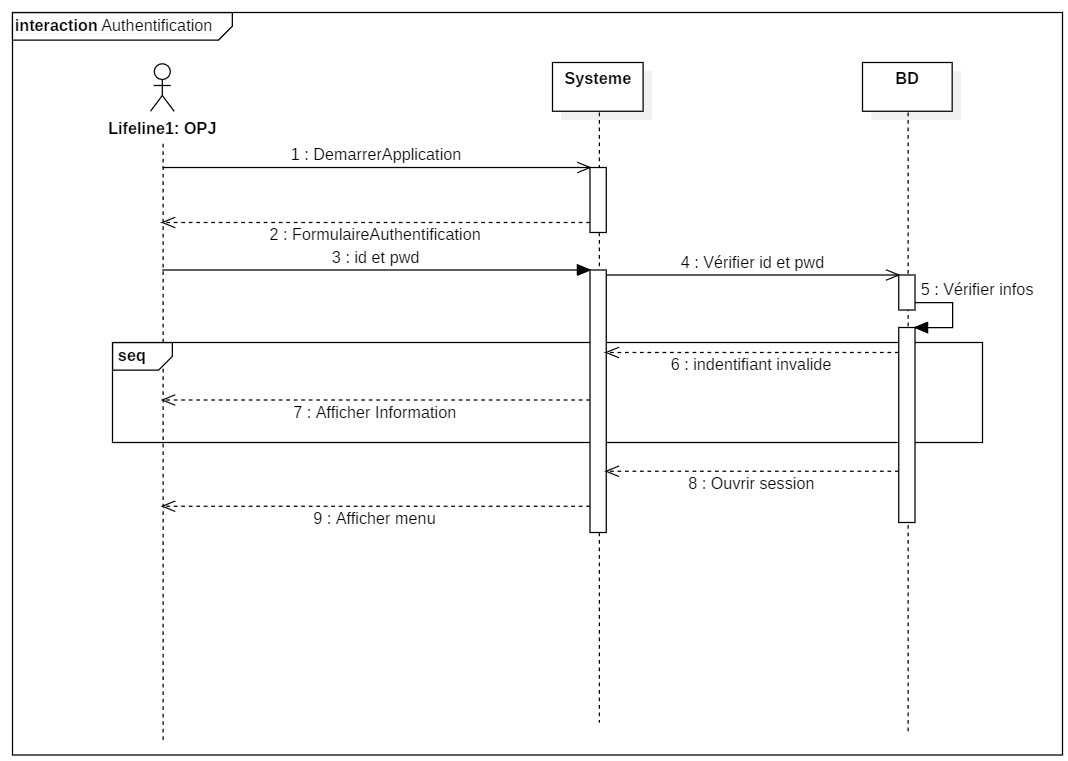 interaction Authentification
Lifeline1: OPJ
Systeme
BD
1 : DemarrerApplication
2 : FormulaireAuthentification
3 : id et pwd
4 : Vérifier id et pwd
5 : Vérifier infos
seq
6 : indentifiant invalide
7 : Afficher Information
8 : Ouvrir session
9 : Afficher menu